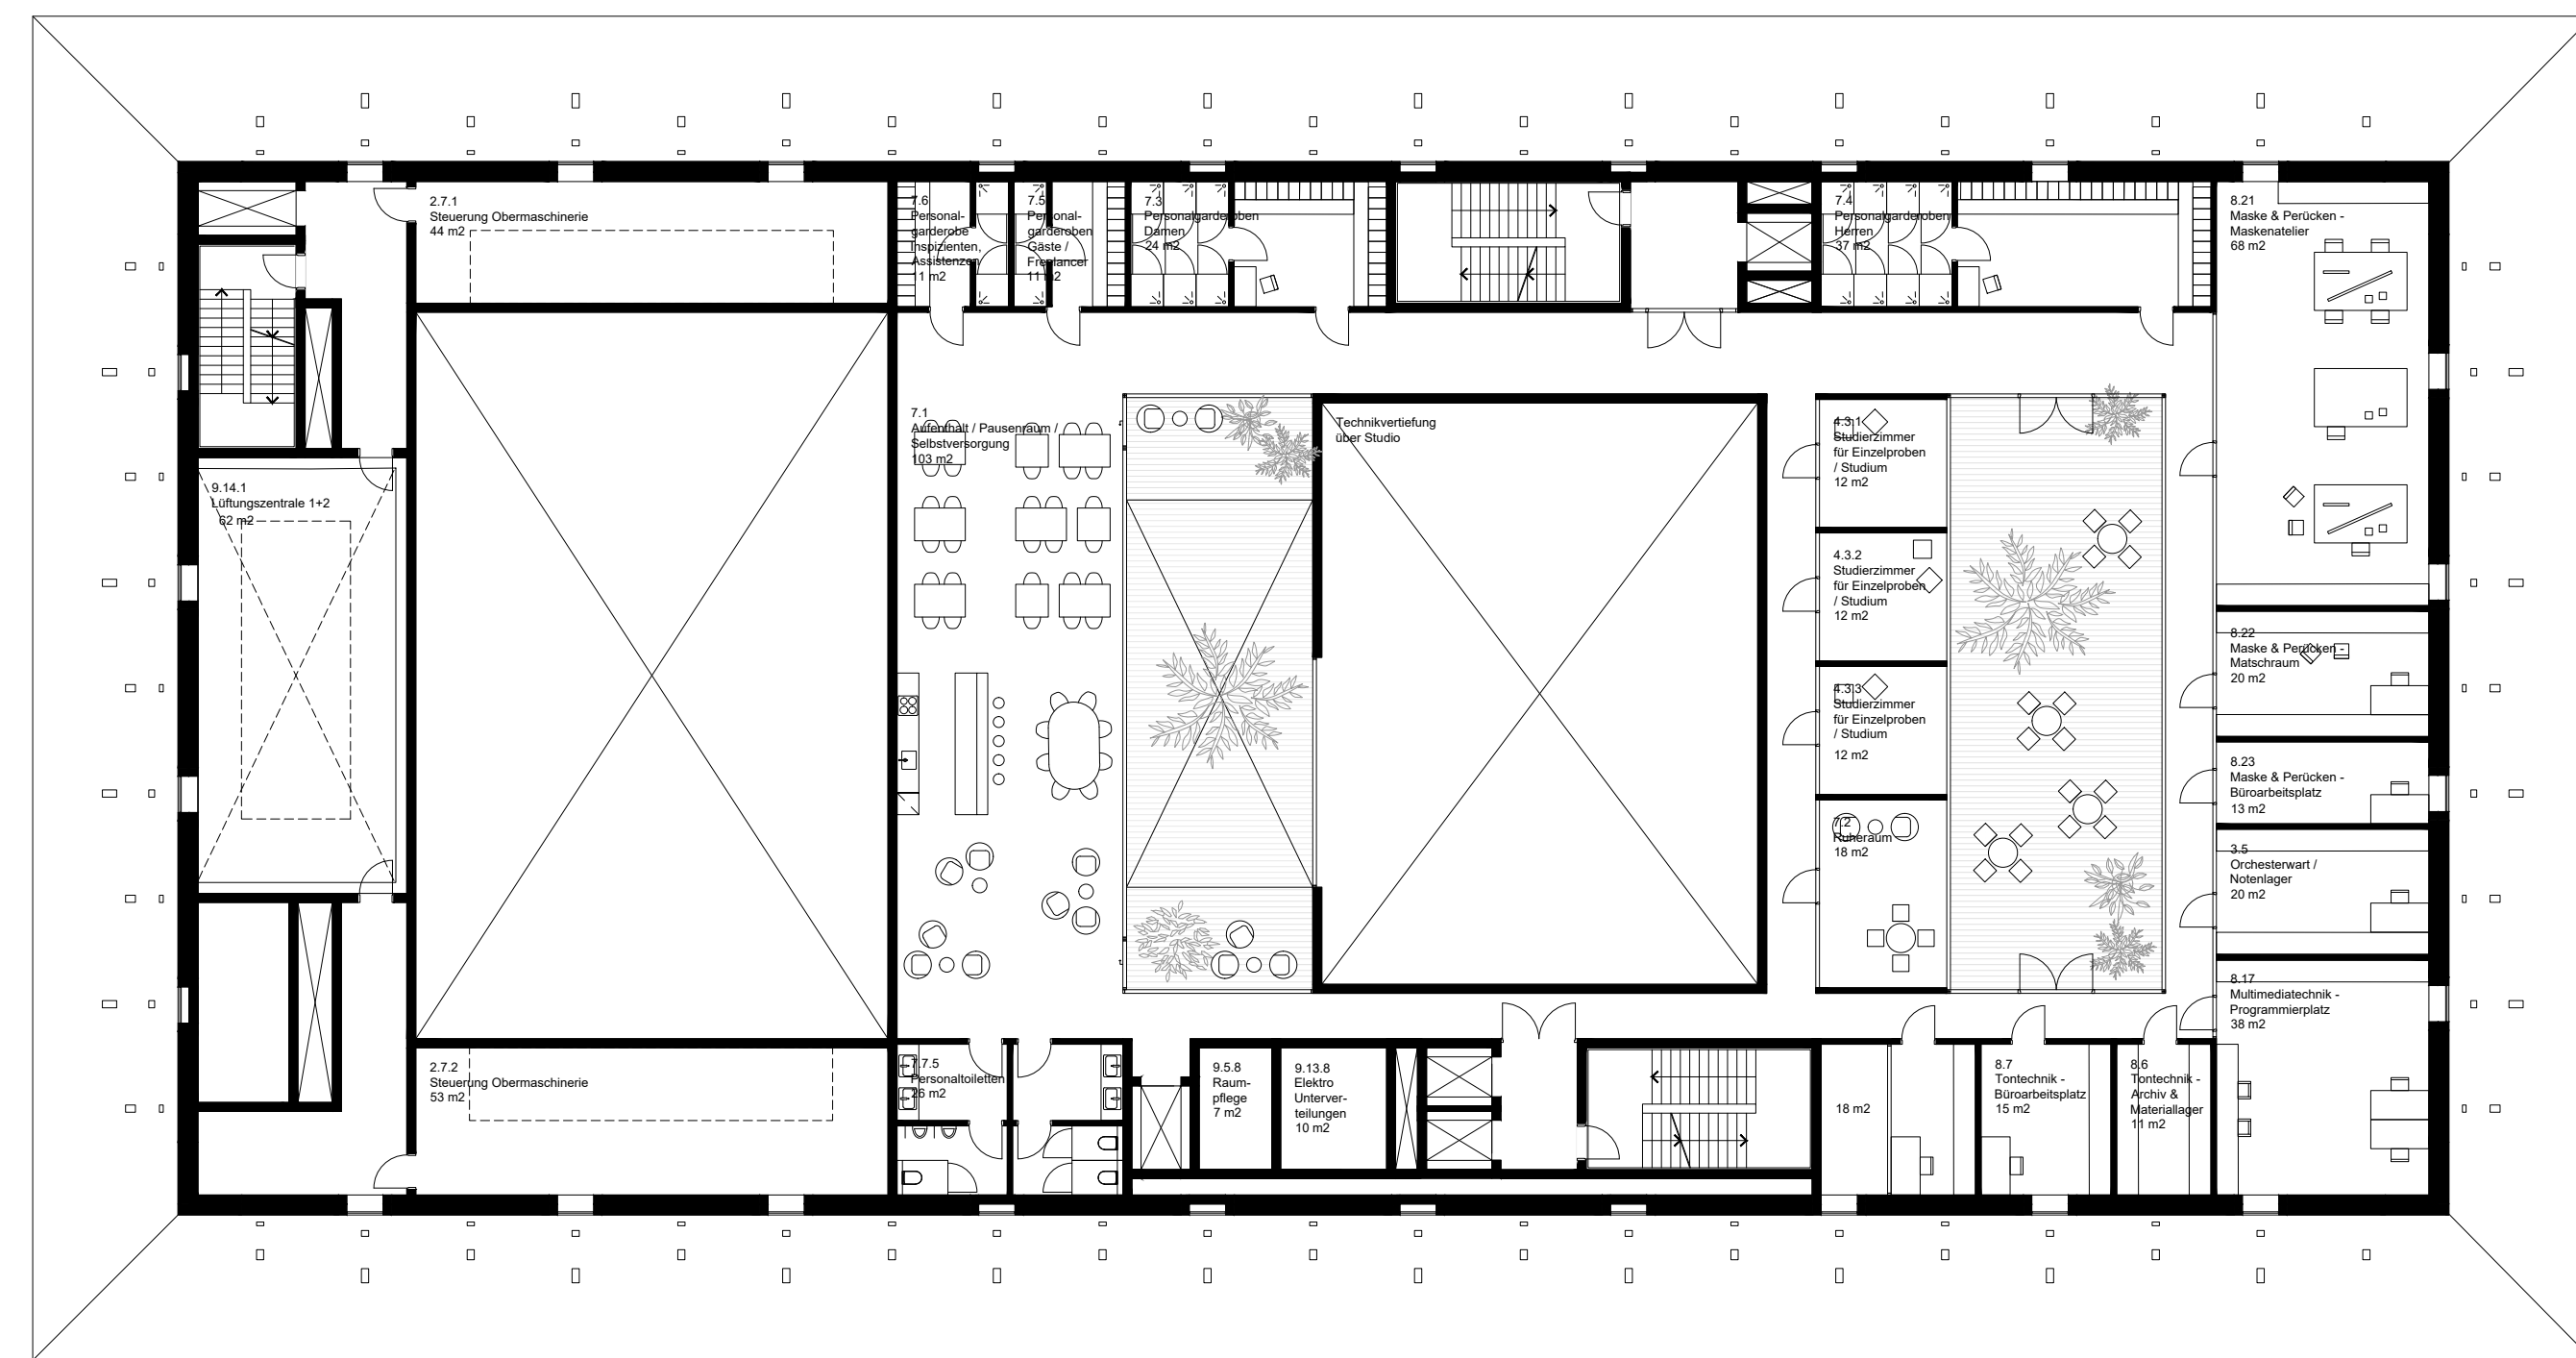 2.7.1
Steuerung Obermaschinerie
44 m2
7.6
Personal-
garderobe
Inspizienten,
Assistenzen
11 m2
7.5
Personal-
garderoben
Gäste /
Freelancer
11 m2
7.3
Personalgarderoben
Damen
24 m2
7.4
Personalgarderoben
Herren
37 m2
8.21
Maske & Perücken -
Maskenatelier
68 m2
7.1
Aufenthalt / Pausenraum /
Selbstversorgung
103 m2
Technikvertiefung
über Studio
4.3.1
Studierzimmer
für Einzelproben
/ Studium
12 m2
9.14.1
Lüftungszentrale 1+2
62 m2
4.3.2
Studierzimmer
für Einzelproben
/ Studium
12 m2
8.22
Maske & Perücken -
Matschraum
20 m2
4.3.3
Studierzimmer
für Einzelproben
/ Studium
12 m2
8.23
Maske & Perücken -
Büroarbeitsplatz
13 m2
7.2
Ruheraum
18 m2
3.5
Orchesterwart /
Notenlager
20 m2
8.17
Multimediatechnik -
Programmierplatz
38 m2
2.7.2
Steuerung Obermaschinerie
53 m2
7.7.5
Personaltoiletten
26 m2
9.5.8
Raum-
pflege
7 m2
9.13.8
Elektro
Unterver-
teilungen
10 m2
18 m2
8.7
Tontechnik -
Büroarbeitsplatz
15 m2
8.6
Tontechnik -
Archiv &
Materiallager
11 m2